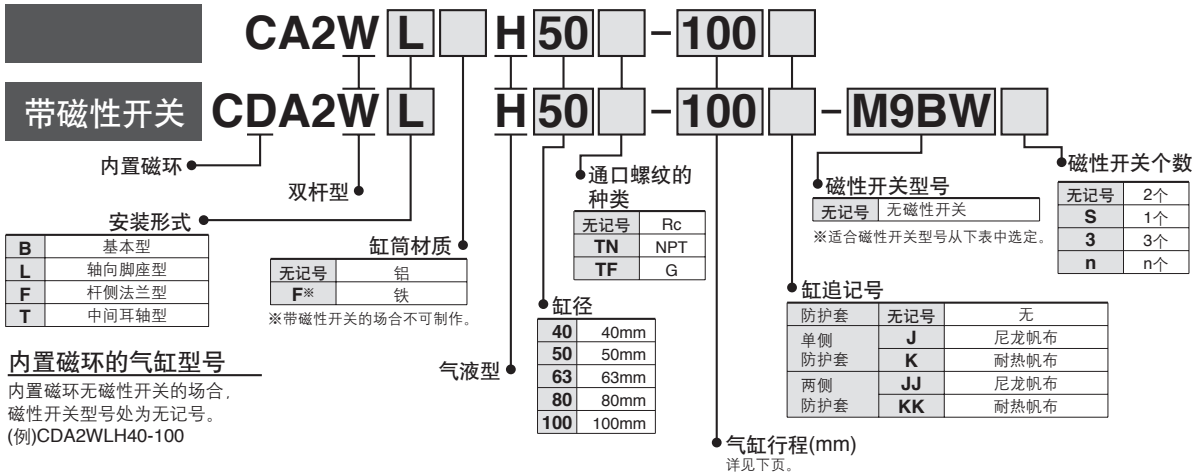 CA2W L H 50 - 100
带磁性开关 CDA2W L H 50 - 100 - M9BW
内置磁环
双杆型
安装形式
B 基本型
L 轴向脚座型
F 杆侧法兰型
T 中间耳轴型
缸筒材质
无记号 铝
F※ 铁
※带磁性开关的场合不可制作。
通口螺纹的
种类
无记号 Rc
TN NPT
TF G
磁性开关型号
无记号 无磁性开关
※适合磁性开关型号从下表中选定。
磁性开关个数
无记号 2个
S 1个
3 3个
n n个
内置磁环的气缸型号
内置磁环无磁性开关的场合,
磁性开关型号处为无记号。
(例)CDA2WLH40-100
气液型
缸径
40 40mm
50 50mm
63 63mm
80 80mm
100 100mm
缸追记号
防护套 无记号 无
单侧
防护套
J 尼龙帆布
K 耐热帆布
两侧
防护套
JJ 尼龙帆布
KK 耐热帆布
气缸行程(mm)
详见下页。